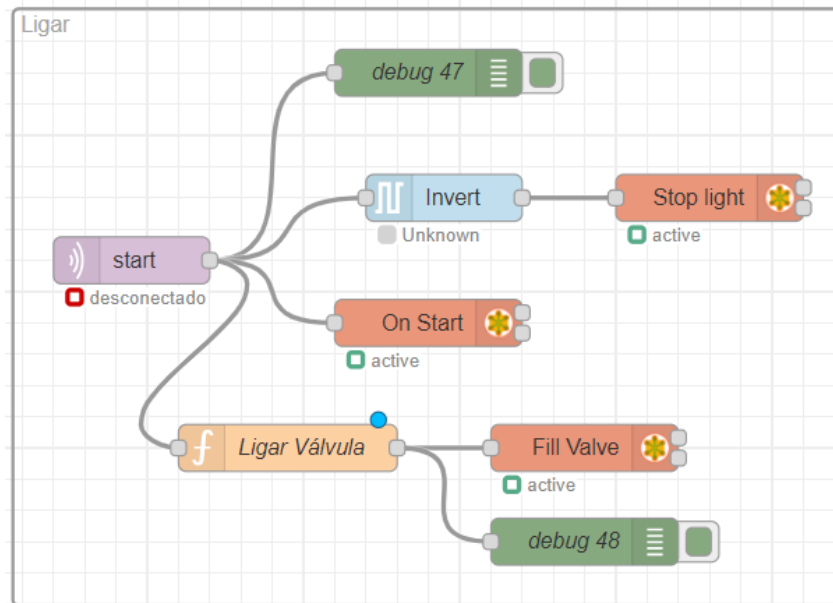 Ligar
debug 47
Invert
Unknown
Stop light
active
start
desconectado
On Start
active
Ligar Válvula
Fill Valve
active
debug 48